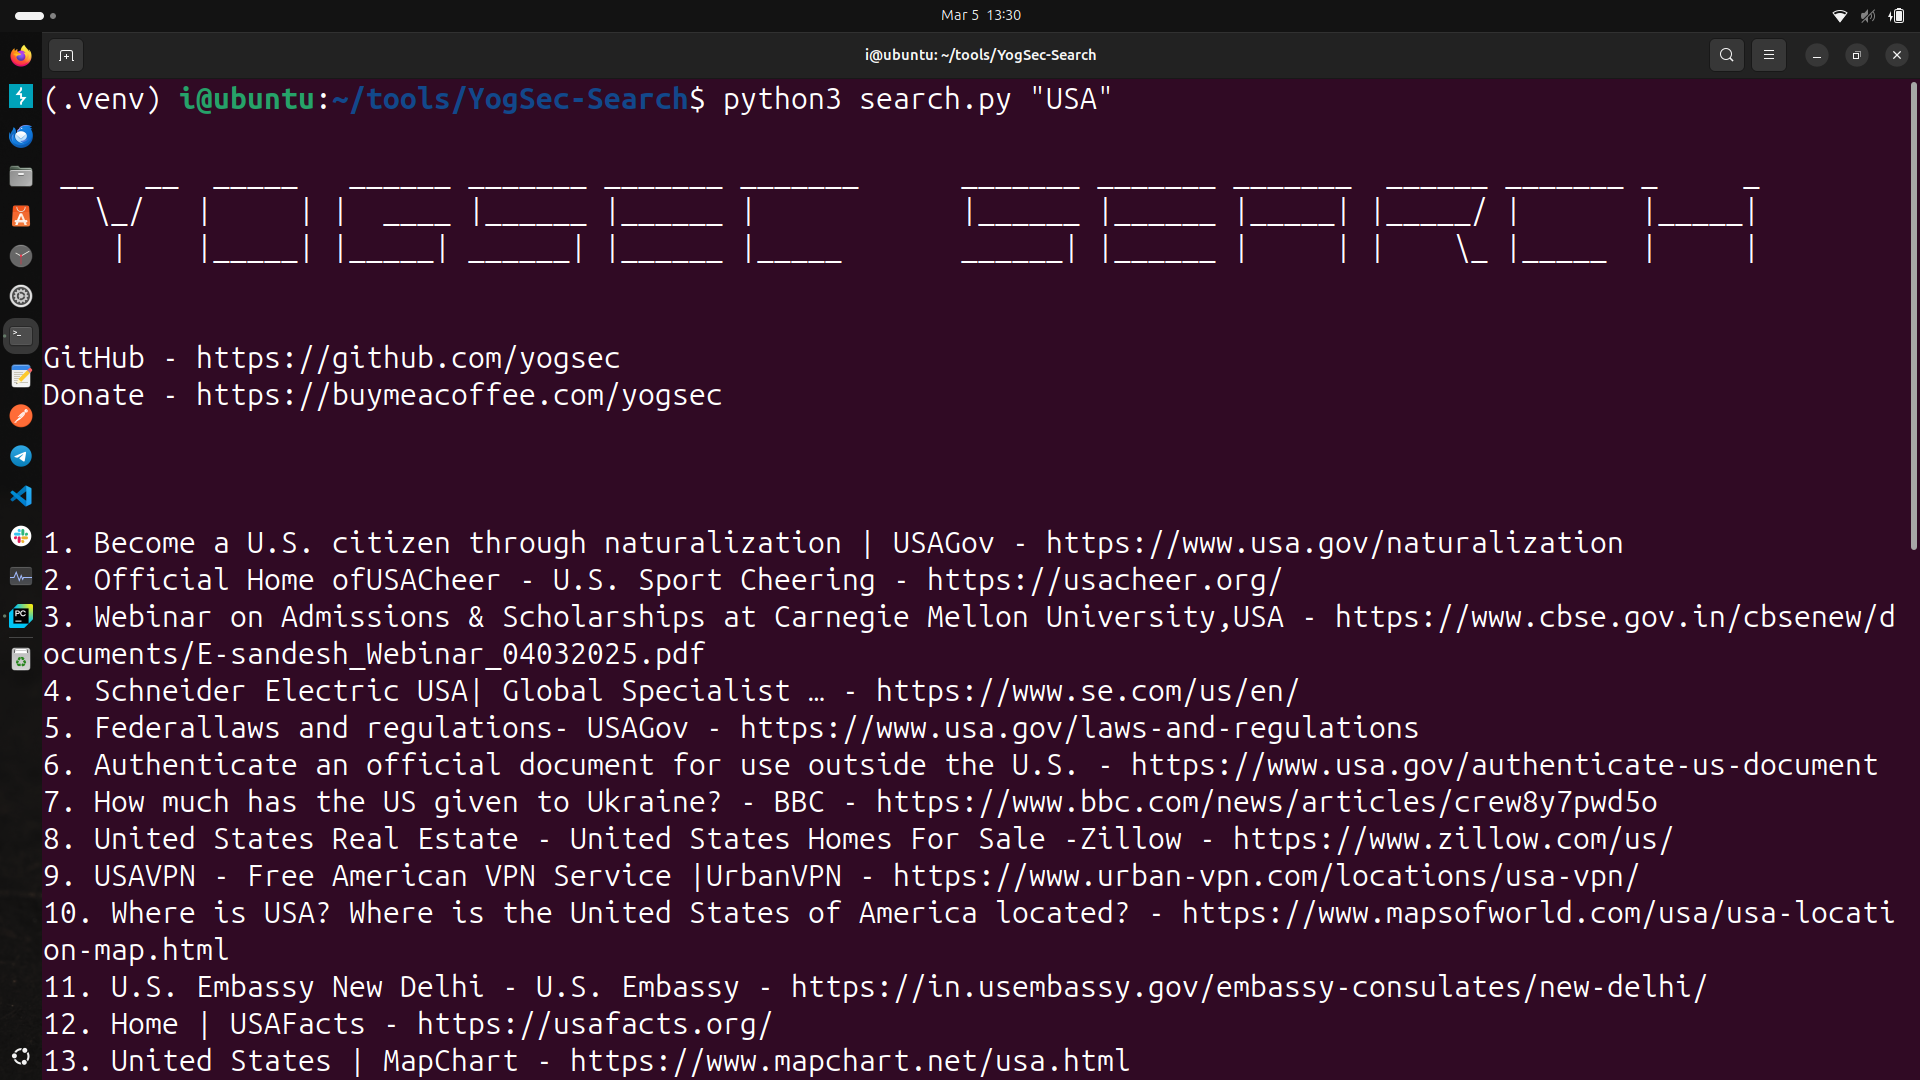 Mar 5 13:30
i@ubuntu: ~/tools/YogSec-Search
(.venv) i@ubuntu:~/tools/YogSec-Search$ python3 search.py "USA"
YOGSEC SEARCH
GitHub - https://github.com/yogsec
Donate - https://buymeacoffee.com/yogsec
1. Become a U.S. citizen through naturalization | USAGov - https://www.usa.gov/naturalization
2. Official Home ofUSACheer - U.S. Sport Cheering - https://usacheer.org/
3. Webinar on Admissions & Scholarships at Carnegie Mellon University,USA - https://www.cbse.gov.in/cbsenew/d
ocuments/E-sandesh_Webinar_04032025.pdf
4. Schneider Electric USA| Global Specialist … - https://www.se.com/us/en/
5. Federallaws and regulations- USAGov - https://www.usa.gov/laws-and-regulations
6. Authenticate an official document for use outside the U.S. - https://www.usa.gov/authenticate-us-document
7. How much has the US given to Ukraine? - BBC - https://www.bbc.com/news/articles/crew8y7pwd5o
8. United States Real Estate - United States Homes For Sale -Zillow - https://www.zillow.com/us/
9. USAVPN - Free American VPN Service |UrbanVPN - https://www.urban-vpn.com/locations/usa-vpn/
10. Where is USA? Where is the United States of America located? - https://www.mapsofworld.com/usa/usa-locati
on-map.html
11. U.S. Embassy New Delhi - U.S. Embassy - https://in.usembassy.gov/embassy-consulates/new-delhi/
12. Home | USAFacts - https://usafacts.org/
13. United States | MapChart - https://www.mapchart.net/usa.html